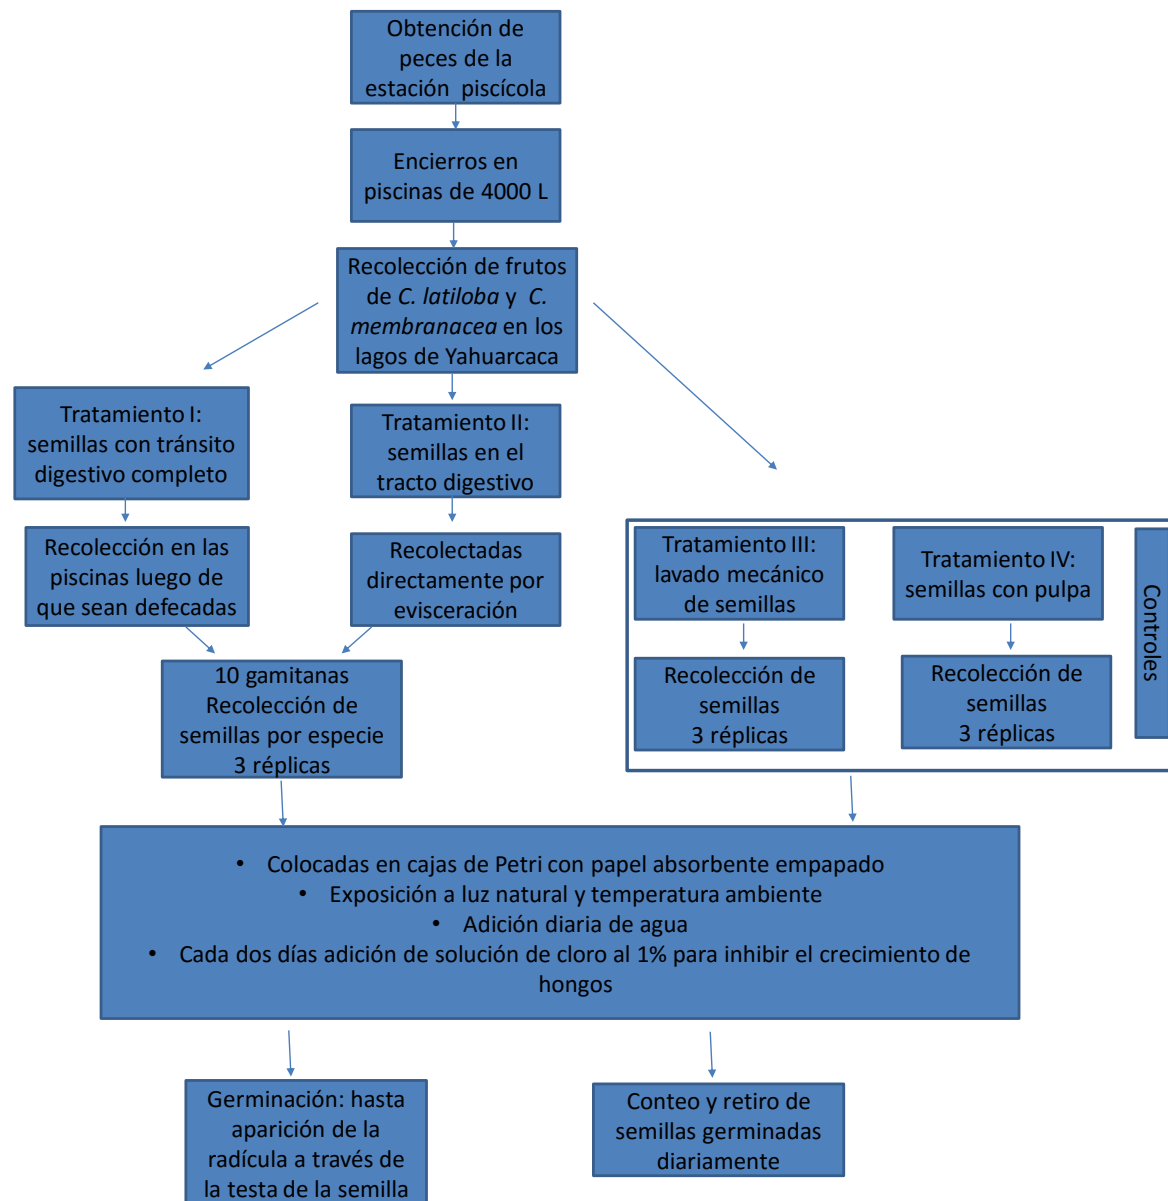 Obtención de
peces de la
estación piscícola
Encierros en
piscinas de 4000 L
Recolección de frutos
de C. latiloba y C.
membranacea en los
lagos de Yahuarcaca
Tratamiento I:
semillas con tránsito
digestivo completo
Tratamiento II:
semillas en el
tracto digestivo
Recolección en las
piscinas luego de
que sean defecadas
Recolectadas
directamente por
evisceración
Tratamiento III:
lavado mecánico
de semillas
Tratamiento IV:
semillas con pulpa
Controles
10 gamitanas
Recolección de
semillas por especie
3 réplicas
Recolección de
semillas
3 réplicas
Recolección de
semillas
3 réplicas
• Colocadas en cajas de Petri con papel absorbente empapado
• Exposición a luz natural y temperatura ambiente
• Adición diaria de agua
• Cada dos días adición de solución de cloro al 1% para inhibir el crecimiento de
hongos
Germinación: hasta
aparición de la
radícula a través de
la testa de la semilla
Conteo y retiro de
semillas germinadas
diariamente